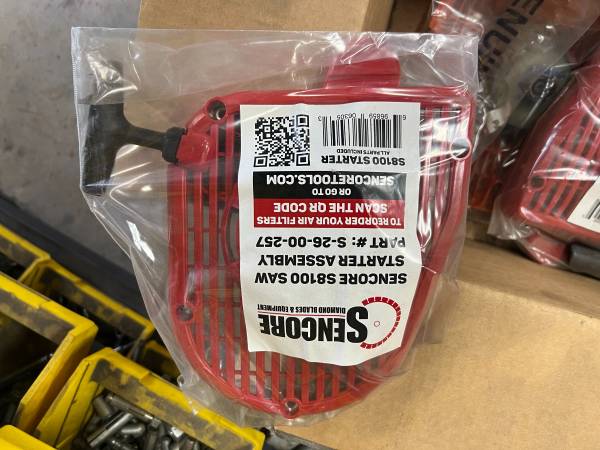 SENCORE
DIAMOND BLADES & EQUIPMENT
SENCORE S8100 SAW
STARTER ASSEMBLY
PART #: S-26-00-257
TO REORDER YOUR AIR FILTERS
SCAN THE QR CODE
OR GO TO
SENCORETOOLS.COM
S8100 STARTER
ALL PARTS INCLUDED